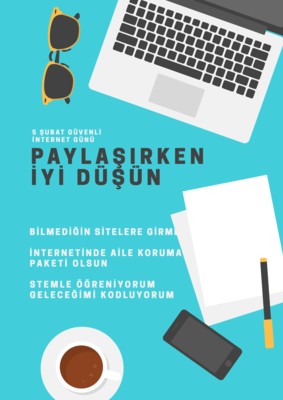 5 ŞUBAT GÜVENLİ
İNTERNET GÜNÜ
PAYLAŞIRKEN
İYİ DÜŞÜN
BİLMEDİĞİN SİTELERE GİRME
İNTERNETİNDE AİLE KORUMA
PAKETİ OLSUN
STEMLE ÖĞRENİYORUM
GELECEĞİMİ KODLUYORUM